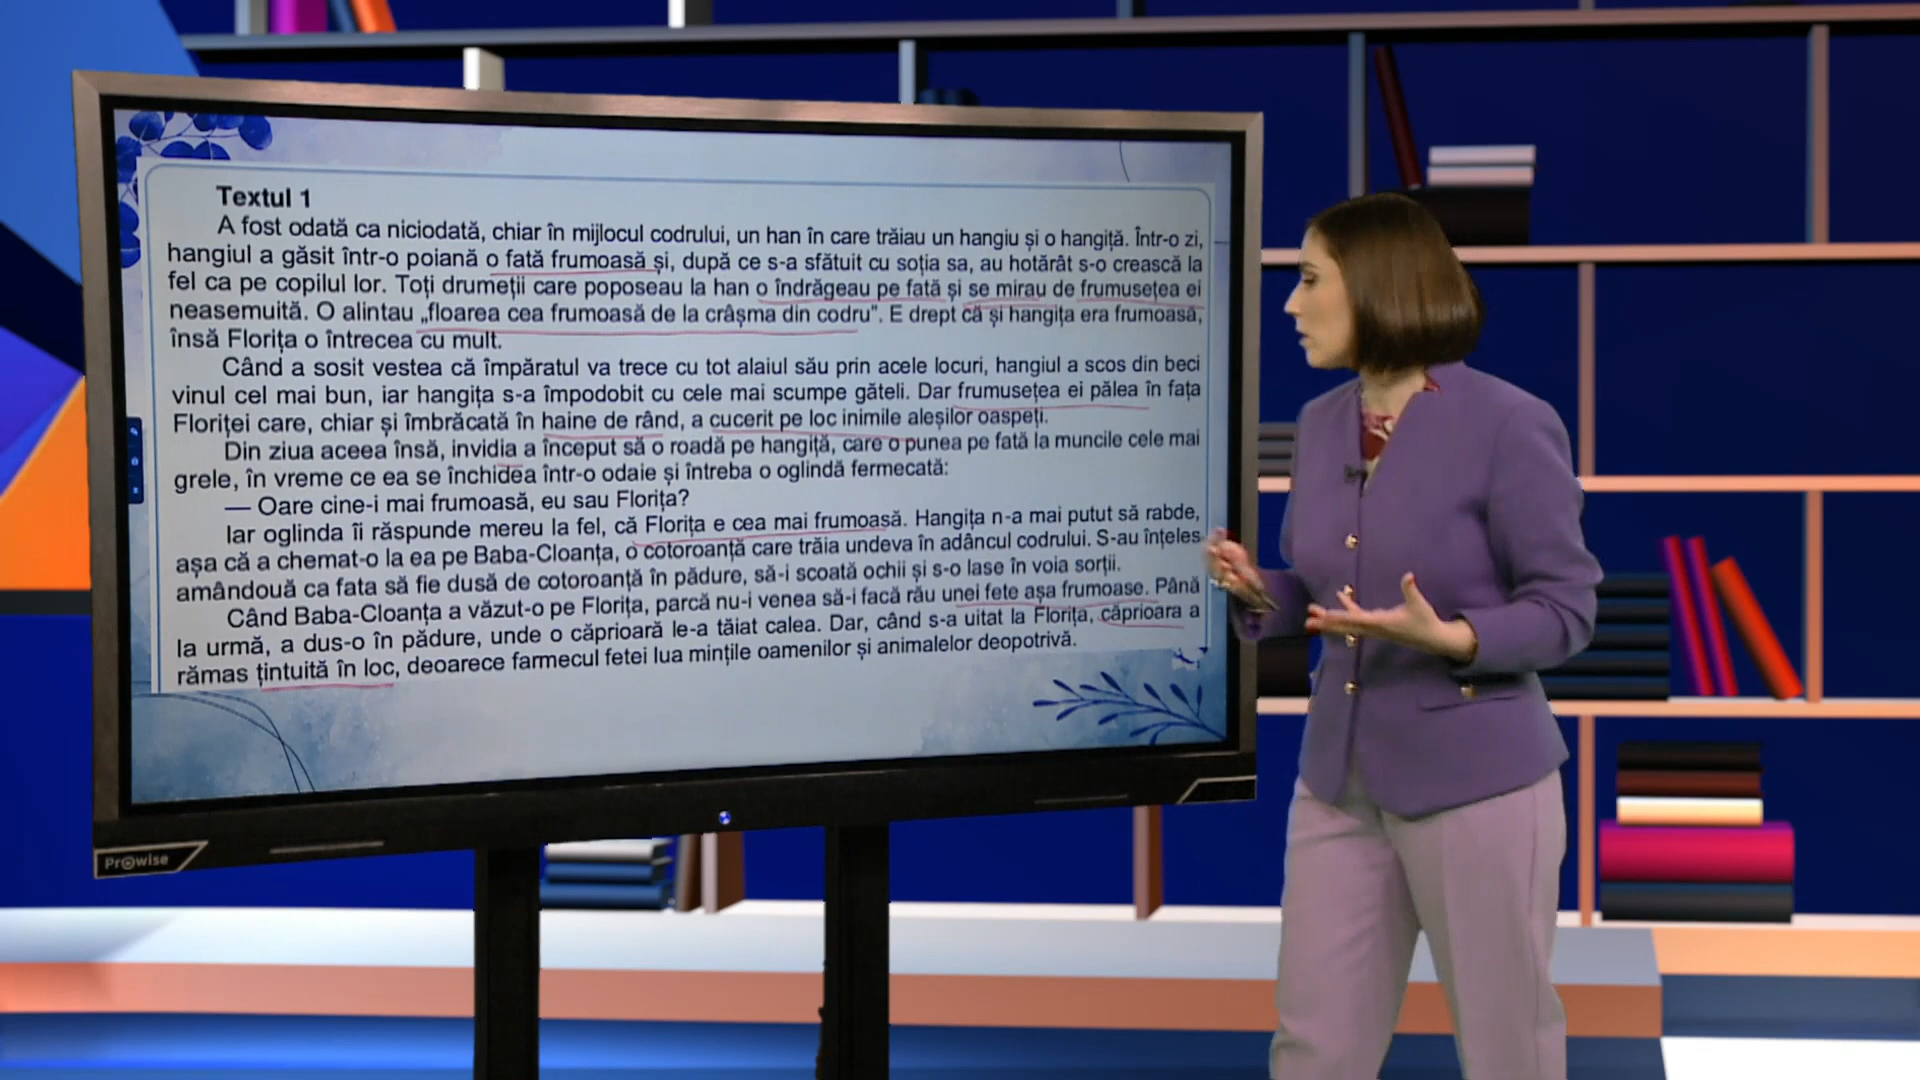 Textul 1
A fost odată ca niciodată, chiar în mijlocul codrului, un han în care trăiau un hangiu și o hangiță. Într-o zi,
hangiul a găsit într-o poiană o fată frumoasă și, după ce s-a sfătuit cu soția sa, au hotărât s-o crească la
fel ca pe copilul lor. Toți drumeții care poposeau la han o îndrăgeau pe fată și se mirau de frumusețea ei
neasemuită. O alintau „floarea cea frumoasă de la crâșma din codru”. E drept că și hangița era frumoasă,
însă Florița o întrecea cu mult.
Când a sosit vestea că împăratul va trece cu tot alaiul său prin acele locuri, hangiul a scos din beci
vinul cel mai bun, iar hangița s-a împodobit cu cele mai scumpe găteli. Dar frumusețea ei pălea în fața
Floriței care, chiar și îmbrăcată în haine de rând, a cucerit pe loc inimile aleșilor oaspeți.
Din ziua aceea însă, invidia a început să o roadă pe hangiță, care o punea pe fată la muncile cele mai
grele, în vreme ce ea se închidea într-o odaie și întreba o oglindă fermecată:
— Oare cine-i mai frumoasă, eu sau Florița?
Iar oglinda îi răspunde mereu la fel, că Florița e cea mai frumoasă. Hangița n-a mai putut să rabde,
așa că a chemat-o la ea pe Baba-Cloanța, o cotoroanță care trăia undeva în adâncul codrului. S-au înțeles
amândouă ca fata să fie dusă de cotoroanță în pădure, să-i scoată ochii și s-o lase în voia sorții.
Când Baba-Cloanța a văzut-o pe Florița, parcă nu-i venea să-i facă rău unei fete așa frumoase. Până
la urmă, a dus-o în pădure, unde o căprioară le-a tăiat calea. Dar, când s-a uitat la Florița, căprioara a
rămas țintuită în loc, deoarece farmecul fetei lua mințile oamenilor și animalelor deopotrivă.
Prowise